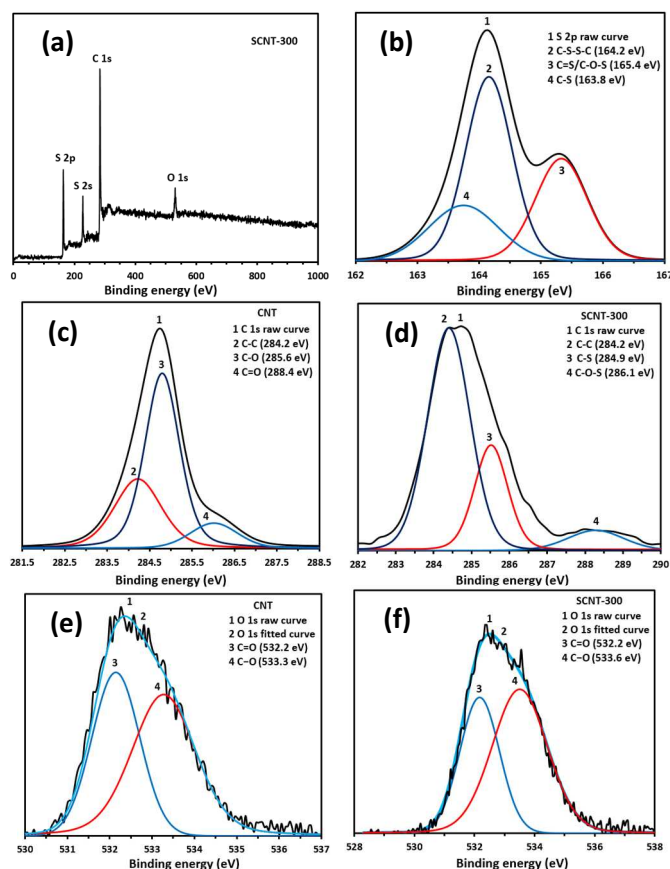 (a)
SCNT-300
C 1s
S 2p
S 2s
O 1s
0 200 400 600 800 1000
Binding energy (eV)
(b)
1
2
3
4
1 S 2p raw curve
2 C-S-S-C (164.2 eV)
3 C=S/C-O-S (165.4 eV)
4 C-S (163.8 eV)
162 163 164 165 166 167
Binding energy (eV)
(c)
CNT
1 C 1s raw curve
2 C-C (284.2 eV)
3 C-O (285.6 eV)
4 C=O (288.4 eV)
1
3
2
4
281.5 282.5 283.5 284.5 285.5 286.5 287.5 288.5
Binding energy (eV)
(d)
SCNT-300
1 C 1s raw curve
2 C-C (284.2 eV)
3 C-S (284.9 eV)
4 C-O-S (286.1 eV)
2 1
3
4
282 283 284 285 286 287 288 289 290
Binding energy (eV)
(e)
CNT
1 O 1s raw curve
2 O 1s fitted curve
3 C=O (532.2 eV)
4 C−O (533.3 eV)
1
2
3
4
530 531 532 533 534 535 536 537
Binding energy (eV)
(f)
SCNT-300
1 O 1s raw curve
2 O 1s fitted curve
3 C=O (532.2 eV)
4 C−O (533.6 eV)
1
2
3
4
528 530 532 534 536 538
Binding energy (eV)